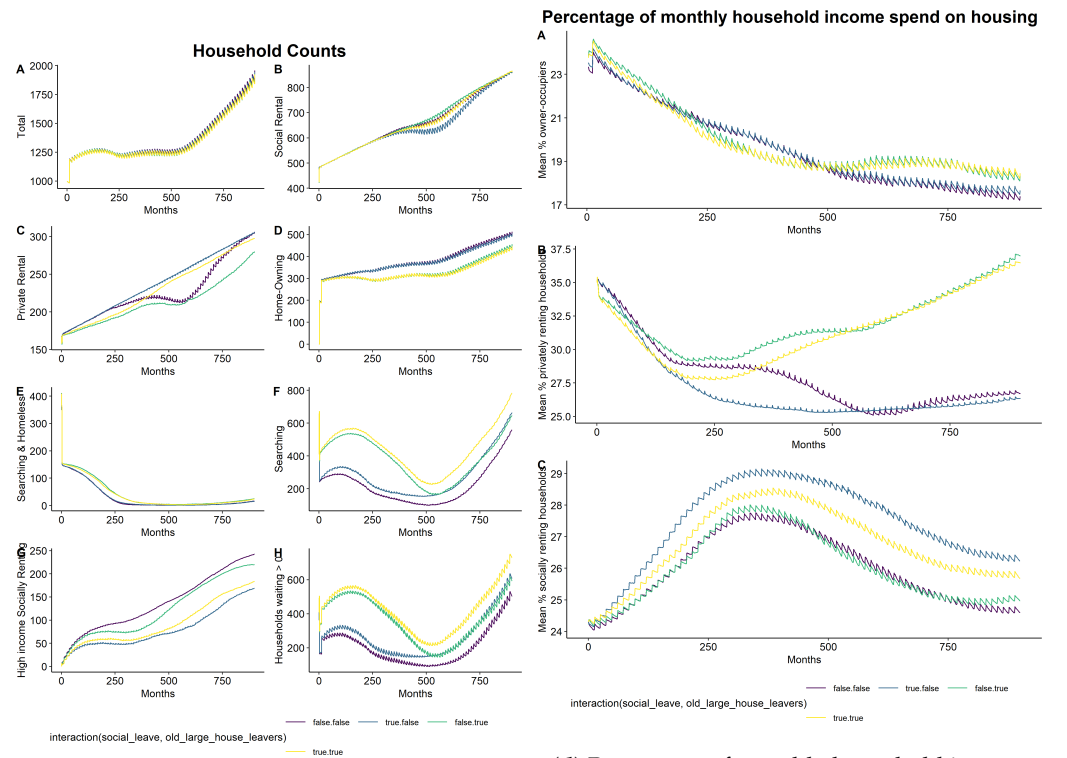 Household Counts
A
Total
2000
1750
1500
1250
1000
0 250 500 750
Months
B
Social Rental
800
700
600
500
400
0 250 500 750
Months
C
Private Rental
300
250
200
150
0 250 500 750
Months
D
Home-Owning
500
400
300
200
100
0
0 250 500 750
Months
E
Searching & Homeless
400
300
200
100
0
0 250 500 750
Months
F
Searching
800
600
400
200
0 250 500 750
Months
G
High income Socially Renting
250
200
150
100
50
0
0 250 500 750
Months
H
Households waiting > 60
600
400
200
0 250 500 750
Months
false.false true.false false.true
interaction(social_leave, old_large_house_leavers)
true.true
Percentage of monthly household income spend on housing
A
Mean % owner-occupiers
23
21
19
17
0 250 500 750
Months
B
Mean % privately renting households
37.5
35.0
32.5
30.0
27.5
25.0
0 250 500 750
Months
C
Mean % socially renting households
29
28
27
26
25
24
0 250 500 750
Months
false.false true.false false.true
interaction(social_leave, old_large_house_leavers)
true.true